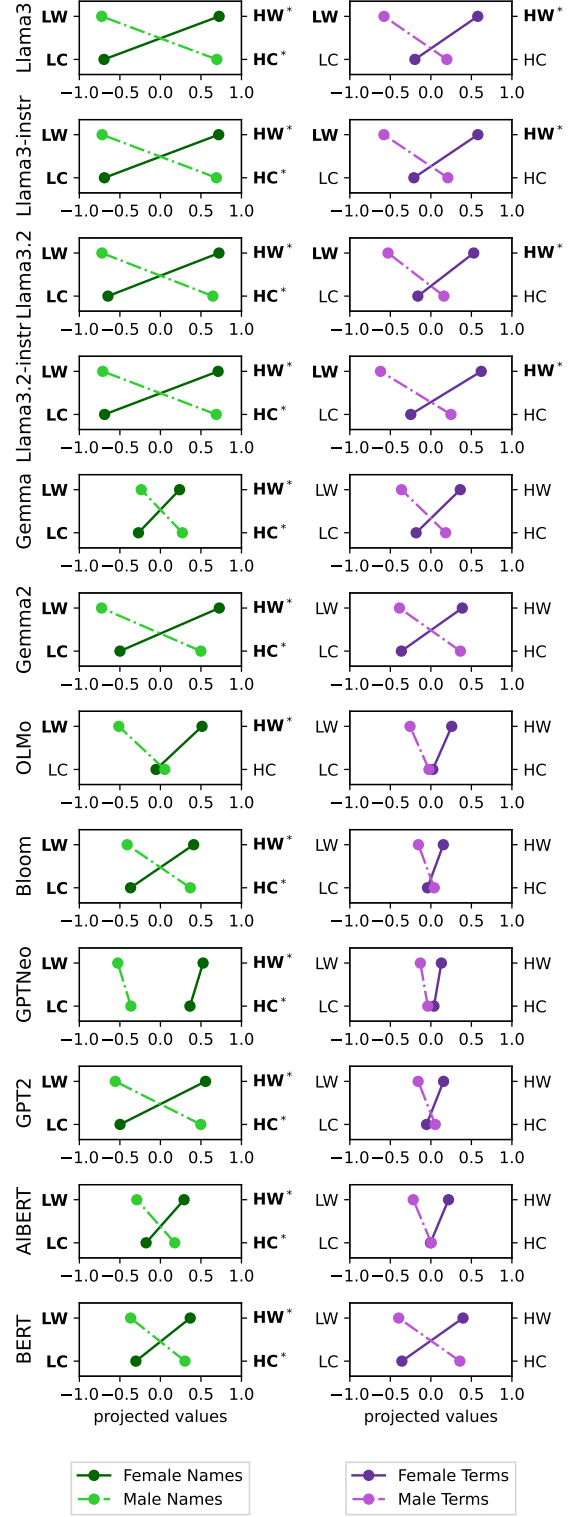 Llama3
LW HW* LW HW*
LC HC* LC HC
−1.0 −0.5 0.0 0.5 1.0 −1.0 −0.5 0.0 0.5 1.0
Llama3-instr
LW HW* LW HW*
LC HC* LC HC
−1.0 −0.5 0.0 0.5 1.0 −1.0 −0.5 0.0 0.5 1.0
Llama3.2
LW HW* LW HW*
LC HC* LC HC
−1.0 −0.5 0.0 0.5 1.0 −1.0 −0.5 0.0 0.5 1.0
Llama3.2-instr
LW HW* LW HW*
LC HC* LC HC
−1.0 −0.5 0.0 0.5 1.0 −1.0 −0.5 0.0 0.5 1.0
Gemma
LW HW* LW HW
LC HC* LC HC
−1.0 −0.5 0.0 0.5 1.0 −1.0 −0.5 0.0 0.5 1.0
Gemma2
LW HW* LW HW
LC HC* LC HC
−1.0 −0.5 0.0 0.5 1.0 −1.0 −0.5 0.0 0.5 1.0
OLMo
LW HW* LW HW
LC HC LC HC
−1.0 −0.5 0.0 0.5 1.0 −1.0 −0.5 0.0 0.5 1.0
Bloom
LW HW* LW HW
LC HC* LC HC
−1.0 −0.5 0.0 0.5 1.0 −1.0 −0.5 0.0 0.5 1.0
GPTNeo
LW HW* LW HW
LC HC* LC HC
−1.0 −0.5 0.0 0.5 1.0 −1.0 −0.5 0.0 0.5 1.0
GPT2
LW HW* LW HW
LC HC* LC HC
−1.0 −0.5 0.0 0.5 1.0 −1.0 −0.5 0.0 0.5 1.0
AlBERT
LW HW* LW HW
LC HC* LC HC
−1.0 −0.5 0.0 0.5 1.0 −1.0 −0.5 0.0 0.5 1.0
BERT
LW HW* LW HW
LC HC* LC HC
−1.0 −0.5 0.0 0.5 1.0 −1.0 −0.5 0.0 0.5 1.0
projected values projected values
Female Names Female Terms
Male Names Male Terms